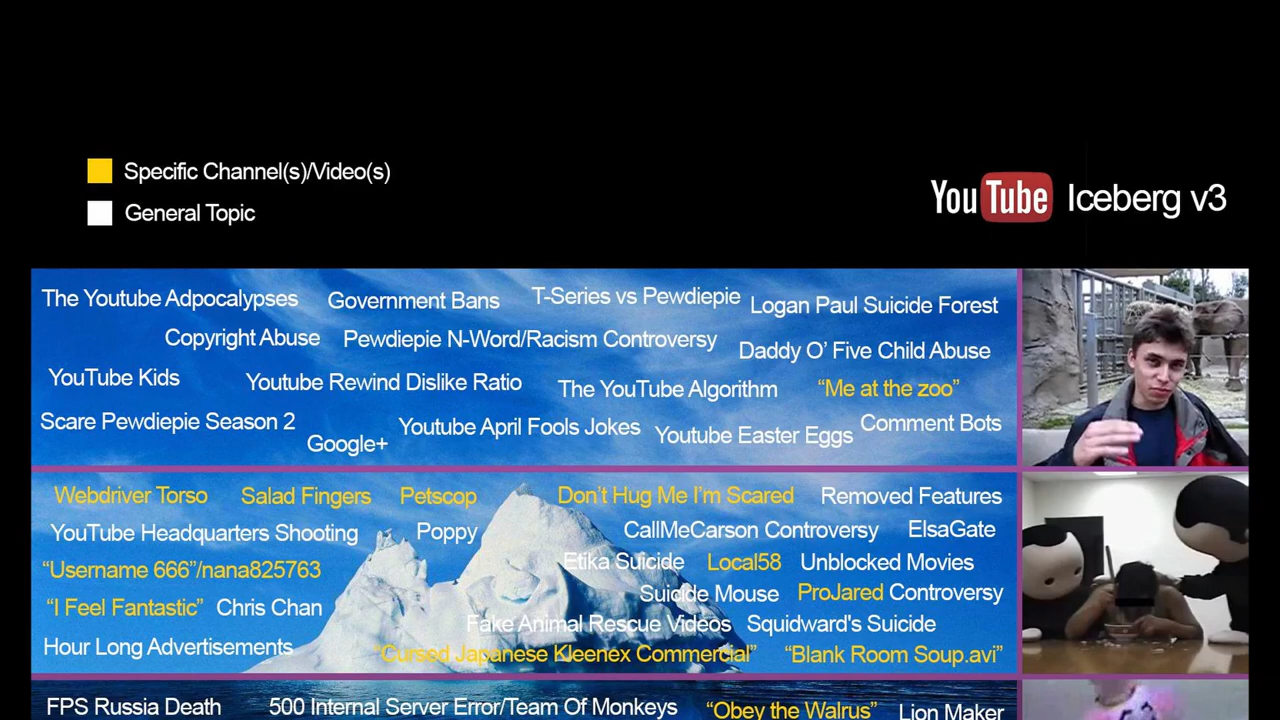 Specific Channel(s)/Video(s)
General Topic
YouTube Iceberg v3
The Youtube Adpocalypses Government Bans T-Series vs Pewdiepie Logan Paul Suicide Forest
Copyright Abuse Pewdiepie N-Word/Racism Controversy Daddy O' Five Child Abuse
YouTube Kids Youtube Rewind Dislike Ratio The YouTube Algorithm “Me at the zoo”
Scare Pewdiepie Season 2 Google+ Youtube April Fools Jokes Youtube Easter Eggs Comment Bots
Webdriver Torso Salad Fingers Petscop Don't Hug Me I'm Scared Removed Features
YouTube Headquarters Shooting Poppy CallMeCarson Controversy ElsaGate
“Username 666”/nana825763 Etika Suicide Local58 Unblocked Movies
“I Feel Fantastic” Chris Chan Suicide Mouse ProJared Controversy
Fake Animal Rescue Videos Squidward's Suicide
Hour Long Advertisements “Cursed Japanese Kleenex Commercial” “Blank Room Soup.avi”
FPS Russia Death 500 Internal Server Error/Team Of Monkeys “Obey the Walrus” Lion Maker